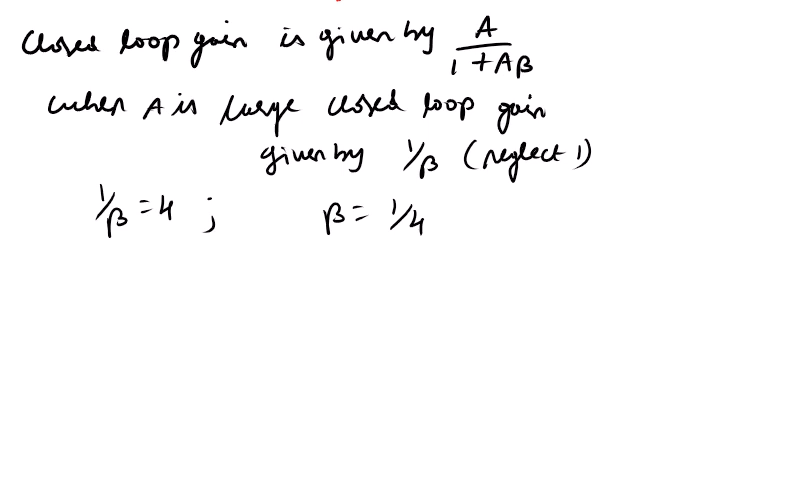 Closed loop gain is given by A / 1 + Aβ
when A is large closed loop gain
given by 1/β (neglect 1)
1/β = 4 ; β = 1/4